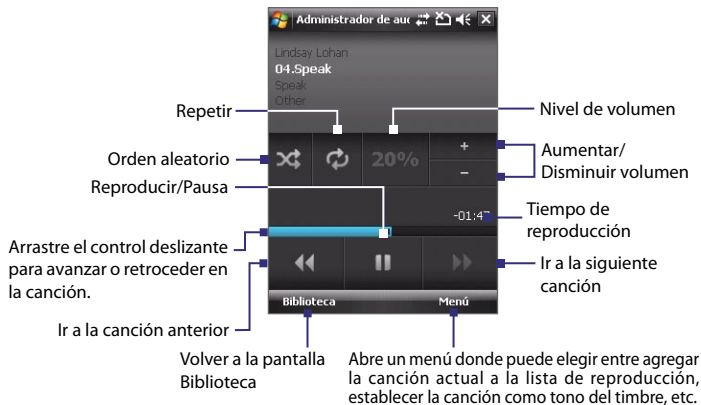 Administrador de auc
Lindsay Lohan
04.Speak
Speak
Other
Repetir
Nivel de volumen
Orden aleatorio
20%
+
−
Aumentar/
Disminuir volumen
Reproducir/Pausa
-01:47
Tiempo de
reproducción
Arrastre el control deslizante
para avanzar o retroceder en
la canción.
Ir a la siguiente
canción
Biblioteca
Menú
Ir a la canción anterior
Volver a la pantalla
Biblioteca
Abre un menú donde puede elegir entre agregar
la canción actual a la lista de reproducción,
establecer la canción como tono del timbre, etc.